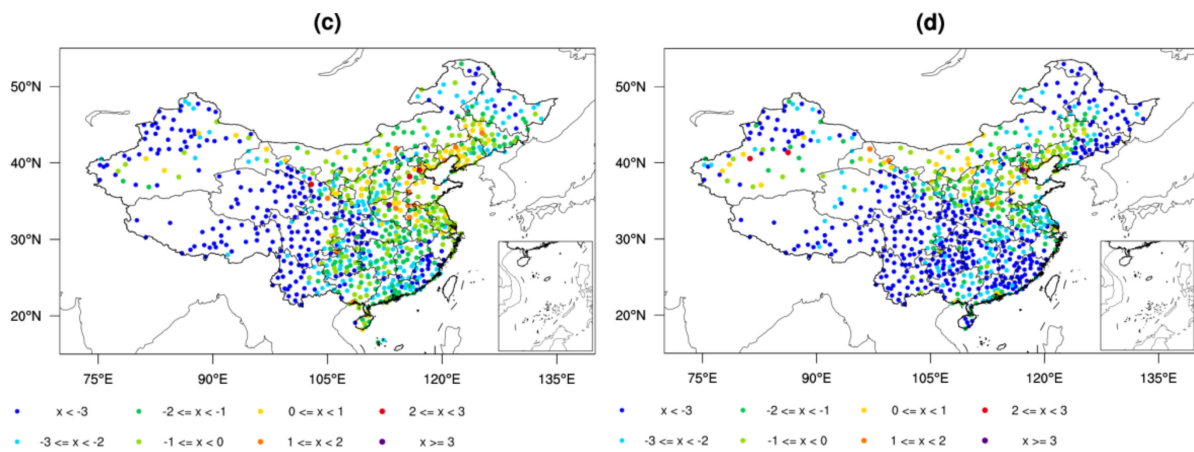 (c)
(d)
50°N
40°N
30°N
20°N
75°E 90°E 105°E 120°E 135°E
x < -3 -2 <= x < -1 0 <= x < 1 2 <= x < 3
-3 <= x < -2 -1 <= x < 0 1 <= x < 2 x >= 3
50°N
40°N
30°N
20°N
75°E 90°E 105°E 120°E 135°E
x < -3 -2 <= x < -1 0 <= x < 1 2 <= x < 3
-3 <= x < -2 -1 <= x < 0 1 <= x < 2 x >= 3